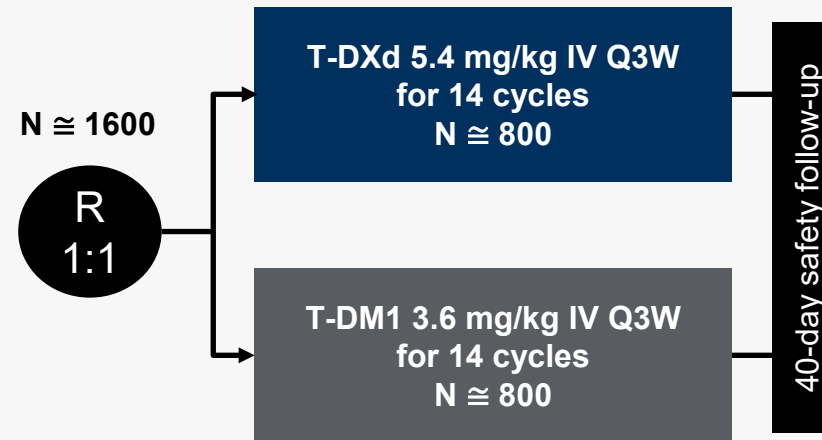 N ≅ 1600
R
1:1
T-DXd 5.4 mg/kg IV Q3W
for 14 cycles
N ≅ 800
T-DM1 3.6 mg/kg IV Q3W
for 14 cycles
N ≅ 800
40-day safety follow-up